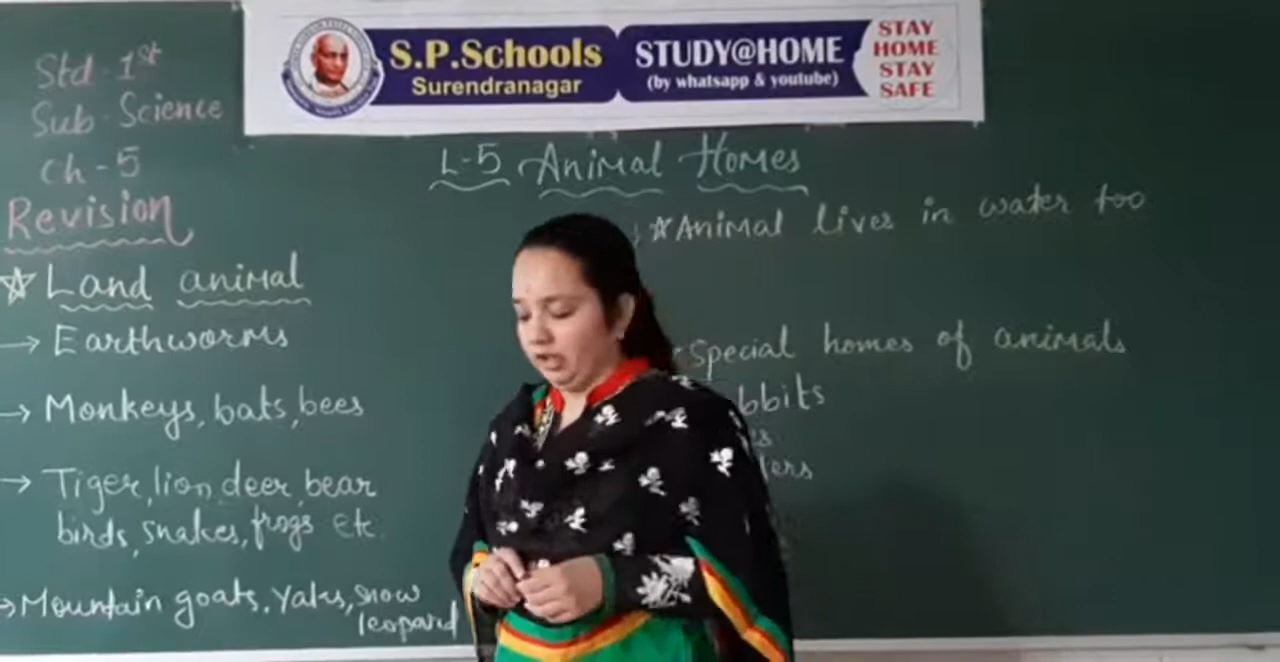 S.P.Schools
Surendranagar
STUDY@HOME
(by whatsapp & youtube)
STAY
HOME
STAY
SAFE
Std - 1st
Sub - Science
Ch - 5
Revision
L-5 Animal Homes
☆ Land animal
→ Earthworms
→ Monkeys, bats, bees
→ Tiger, lion, deer, bear
birds, snakes, frogs etc.
→ Mountain goats, Yaks, snow
leopard
☆ Animal lives in water too
Special homes of animals
bbits